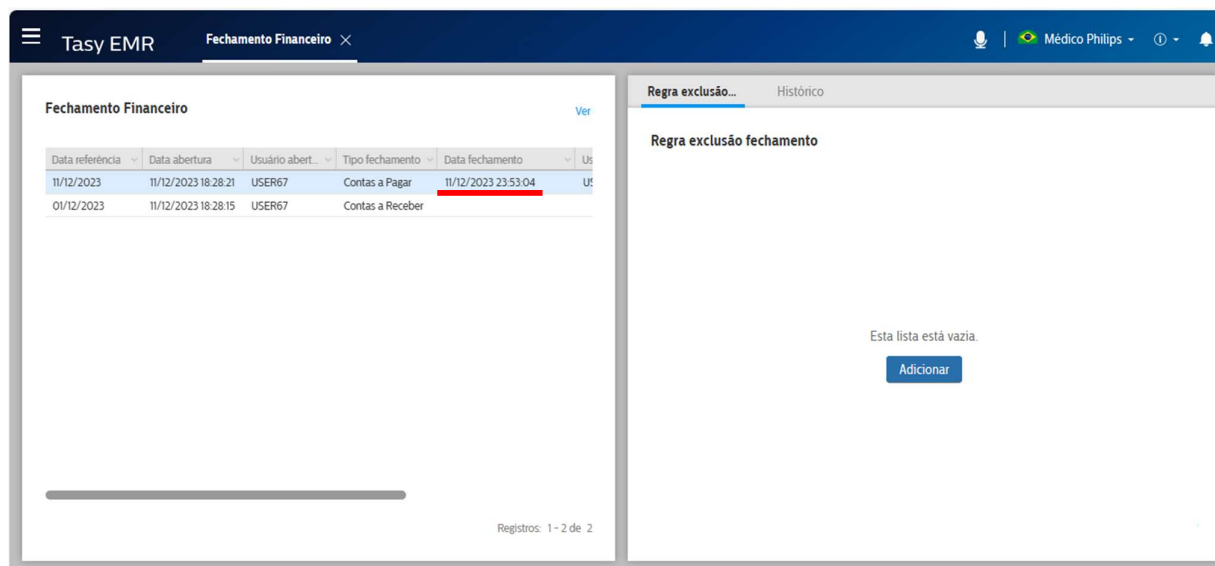 Tasy EMR
Fechamento Financeiro
Médico Philips
Fechamento Financeiro
Ver
Data referência Data abertura Usuário abert... Tipo fechamento Data fechamento Us
11/12/2023 11/12/2023 18:28:21 USER67 Contas a Pagar 11/12/2023 23:53:04 US
01/12/2023 11/12/2023 18:28:15 USER67 Contas a Receber
Registros: 1 - 2 de 2
Regra exclusão... Histórico
Regra exclusão fechamento
Esta lista está vazia.
Adicionar